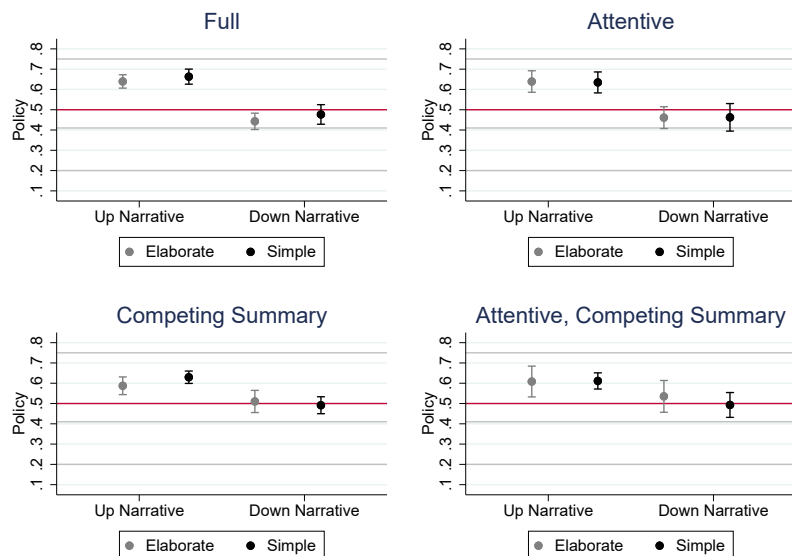 Full
Policy
.1 .2 .3 .4 .5 .6 .7 .8
Up Narrative Down Narrative
Elaborate Simple
Attentive
Policy
.1 .2 .3 .4 .5 .6 .7 .8
Up Narrative Down Narrative
Elaborate Simple
Competing Summary
Policy
.1 .2 .3 .4 .5 .6 .7 .8
Up Narrative Down Narrative
Elaborate Simple
Attentive, Competing Summary
Policy
.1 .2 .3 .4 .5 .6 .7 .8
Up Narrative Down Narrative
Elaborate Simple